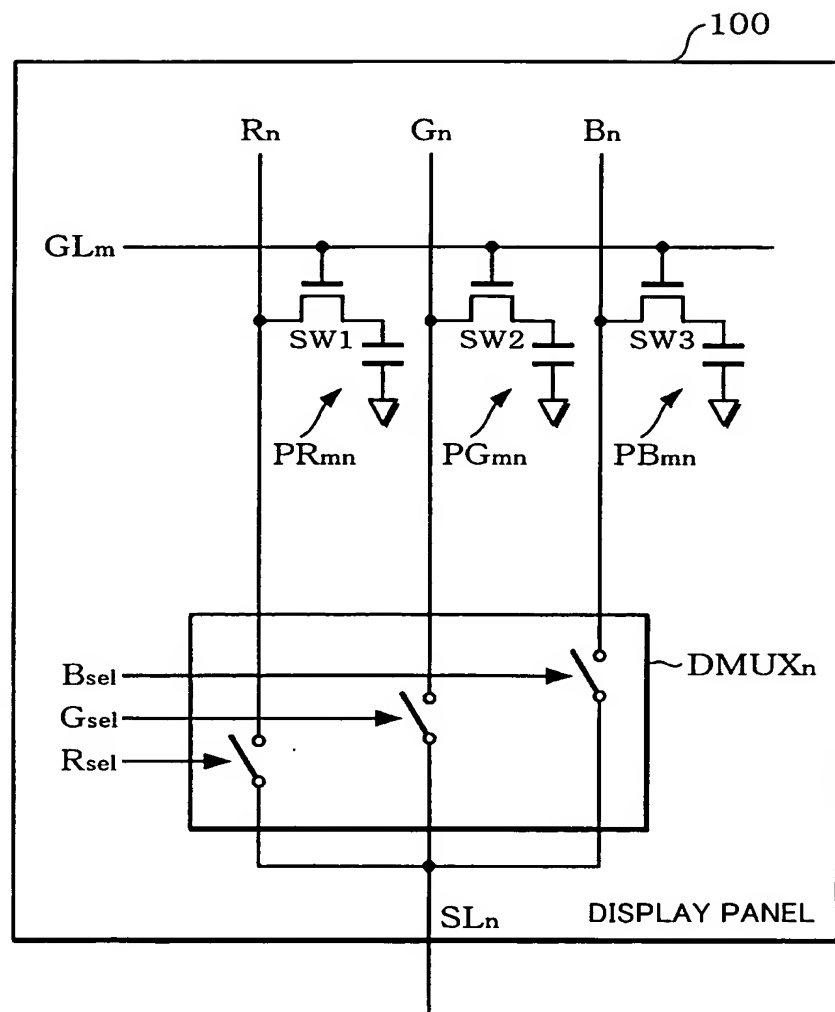 100
Rn Gn Bn
GLm
SW1 SW2 SW3
PRmn PGmn PBmn
Bsel DMUXn
Gsel
Rsel
SLn DISPLAY PANEL